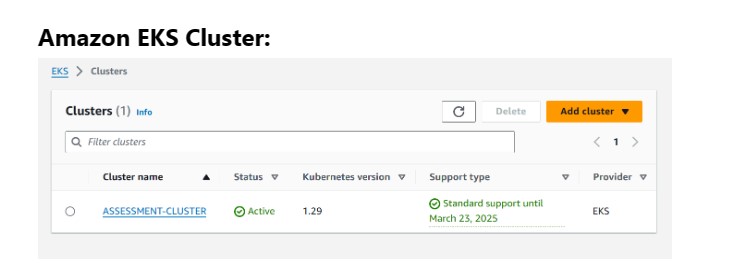 Amazon EKS Cluster:
EKS > Clusters
Clusters (1) Info
Delete
Add cluster ▼
Filter clusters
< 1 >
Cluster name ▲ Status ▽ Kubernetes version ▽ Support type ▽ Provider ▽
ASSESSMENT-CLUSTER Active 1.29 Standard support until EKS
March 23, 2025